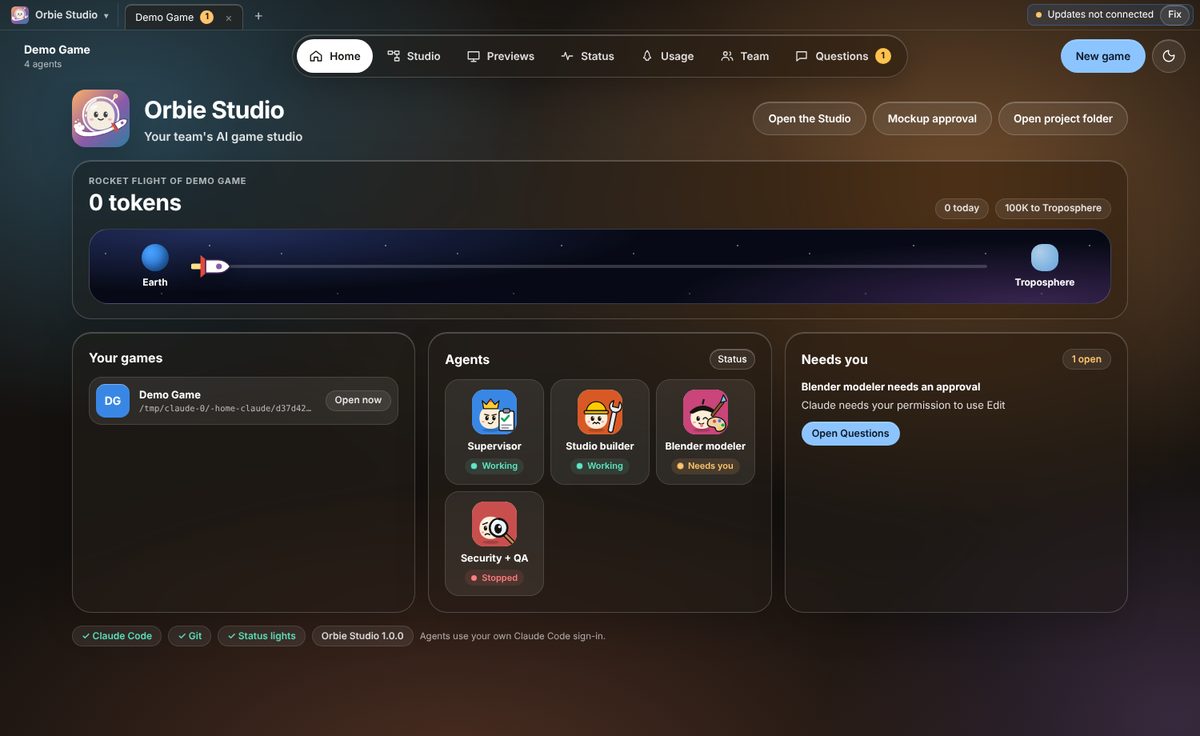 Orbie Studio
Demo Game 1
Updates not connected Fix
Demo Game
4 agents
Home Studio Previews Status Usage Team Questions 1
New game
Orbie Studio
Your team's AI game studio
Open the Studio Mockup approval Open project folder
ROCKET FLIGHT OF DEMO GAME
0 tokens
0 today 100K to Troposphere
Earth Troposphere
Your games
DG Demo Game
/tmp/claude-0/-home-claude/d37d42…
Open now
Agents Status
Supervisor
Working
Studio builder
Working
Blender modeler
Needs you
Security + QA
Stopped
Needs you 1 open
Blender modeler needs an approval
Claude needs your permission to use Edit
Open Questions
✓ Claude Code ✓ Git ✓ Status lights Orbie Studio 1.0.0 Agents use your own Claude Code sign-in.